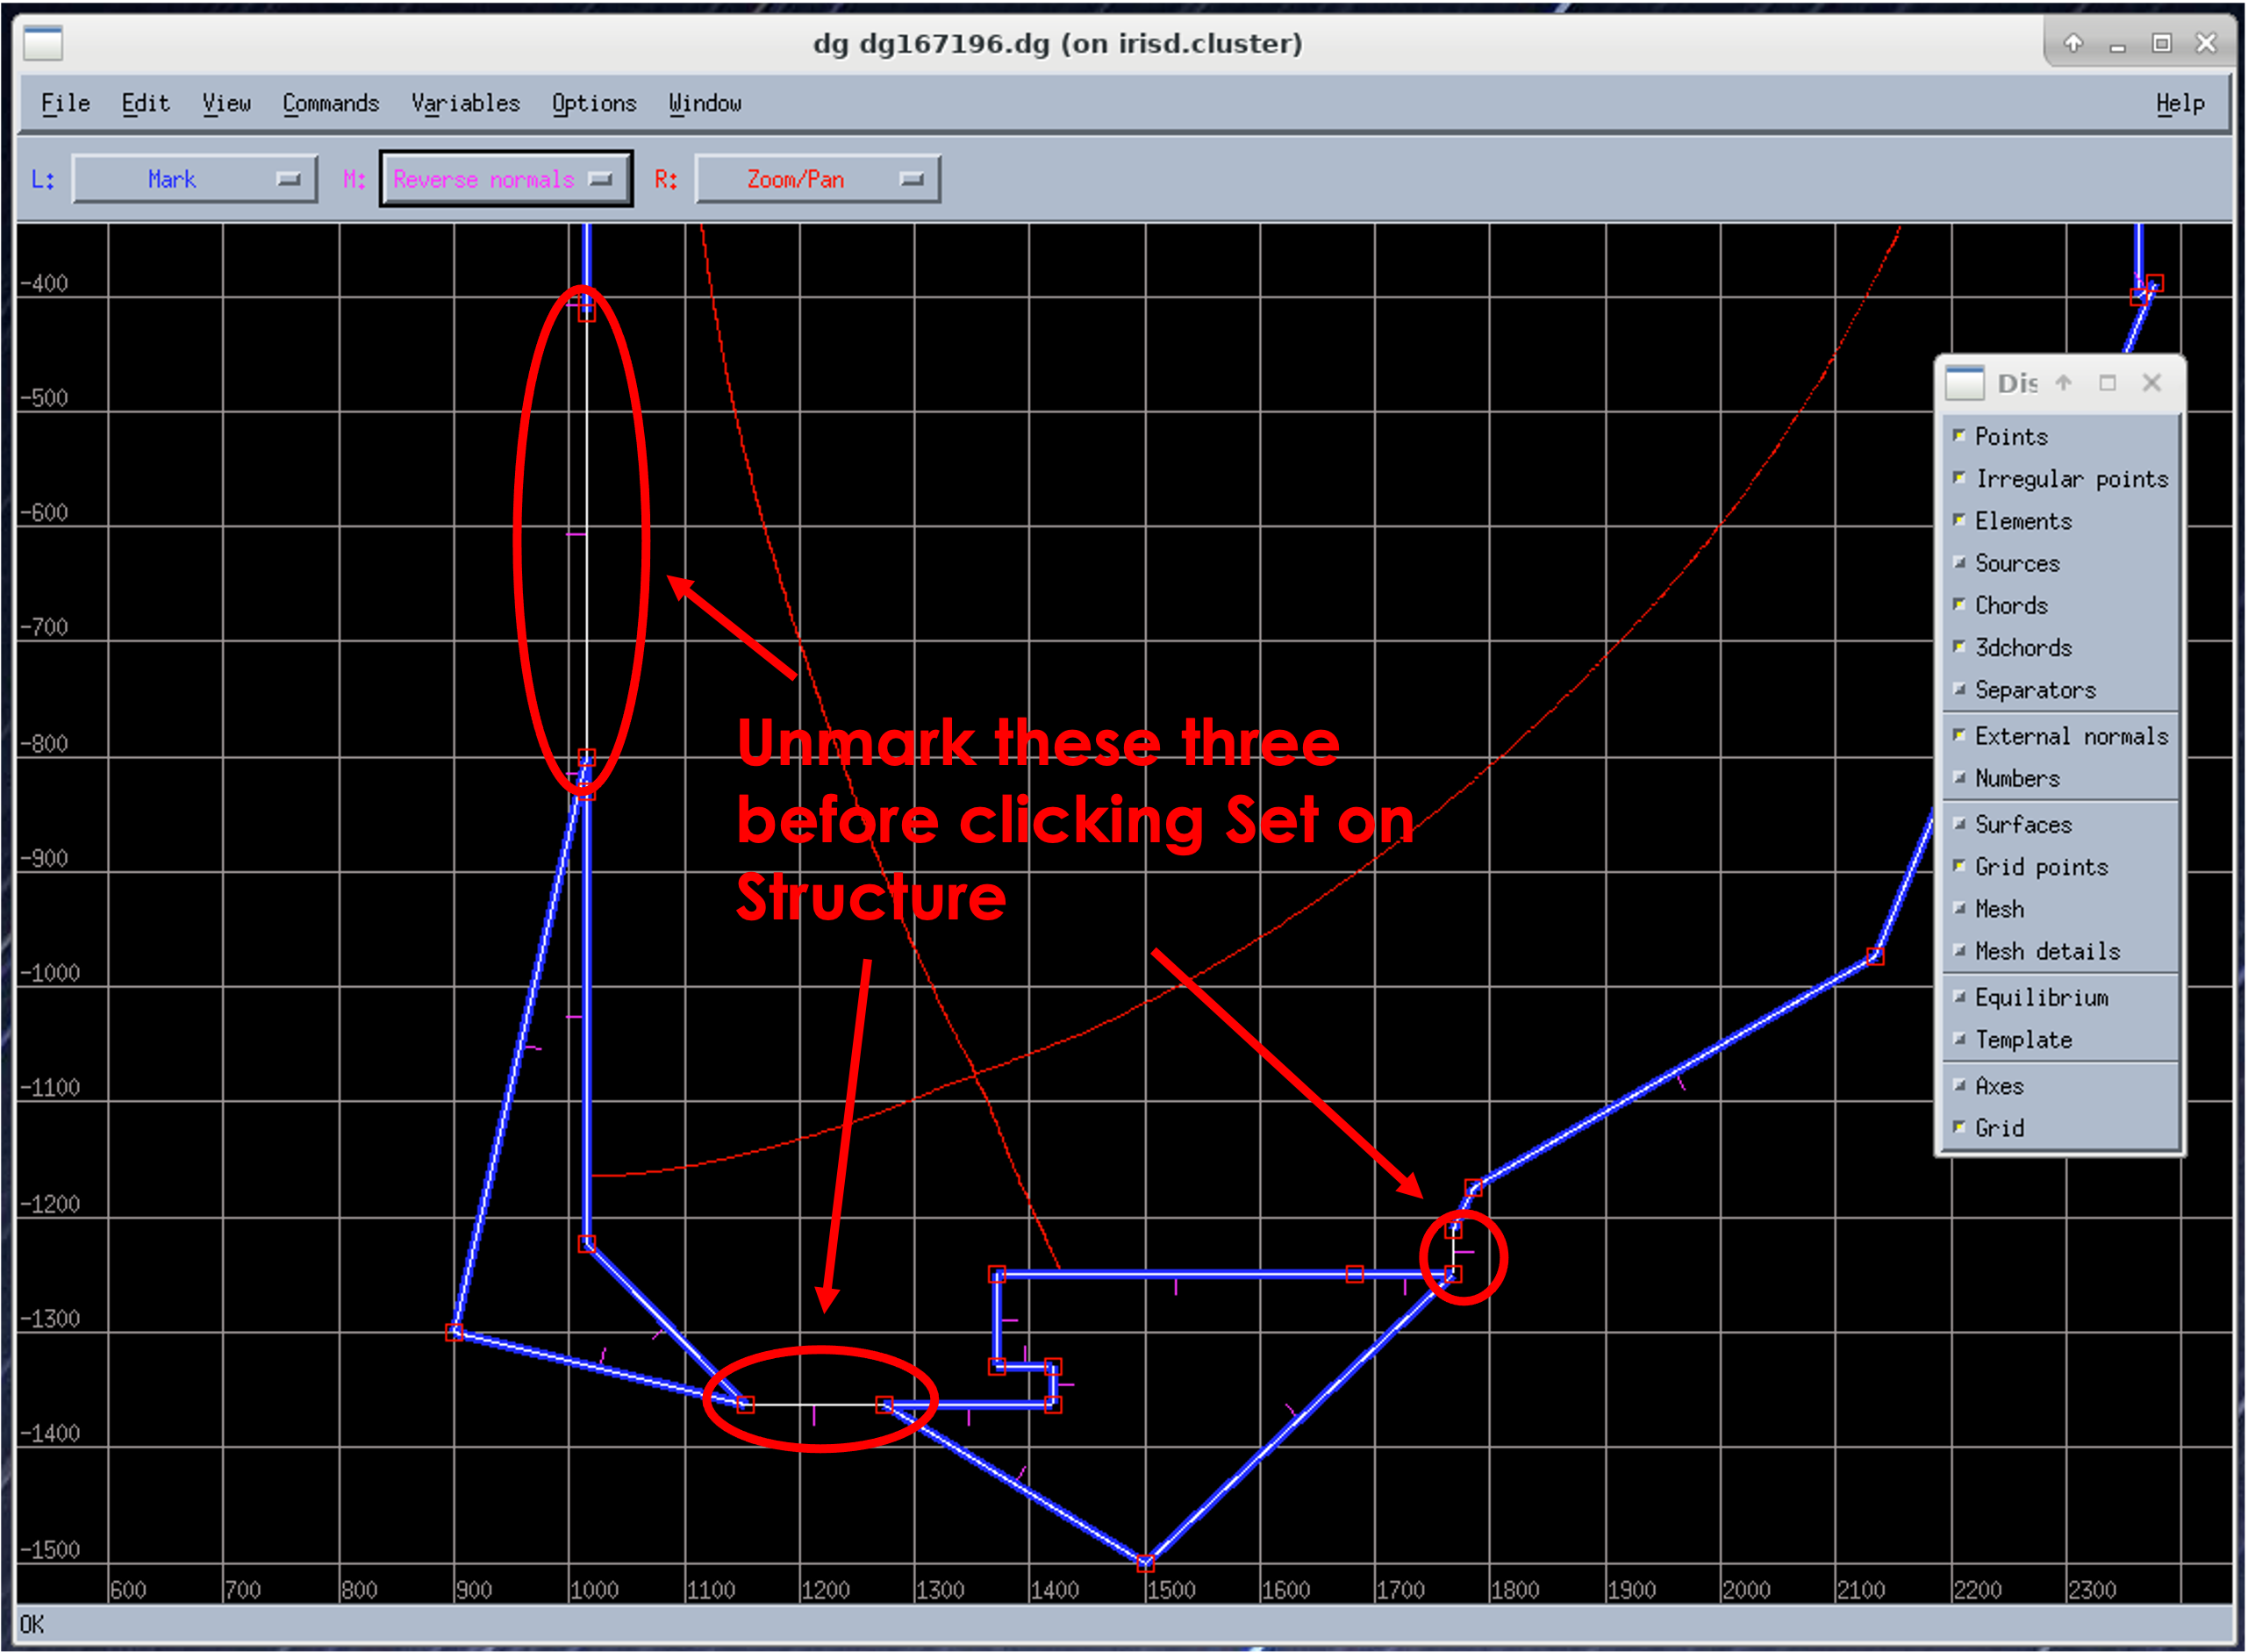 dg dg167196.dg (on irisd.cluster)
File Edit View Commands Variables Options Window Help
L: Mark M: Reverse normals R: Zoom/Pan
-400
-500
-600
-700
-800
-900
-1000
-1100
-1200
-1300
-1400
-1500
600 700 800 900 1000 1100 1200 1300 1400 1500 1600 1700 1800 1900 2000 2100 2200 2300
Unmark these three
before clicking Set on
Structure
Dis
Points
Irregular points
Elements
Sources
Chords
3dchords
Separators
External normals
Numbers
Surfaces
Grid points
Mesh
Mesh details
Equilibrium
Template
Axes
Grid
OK